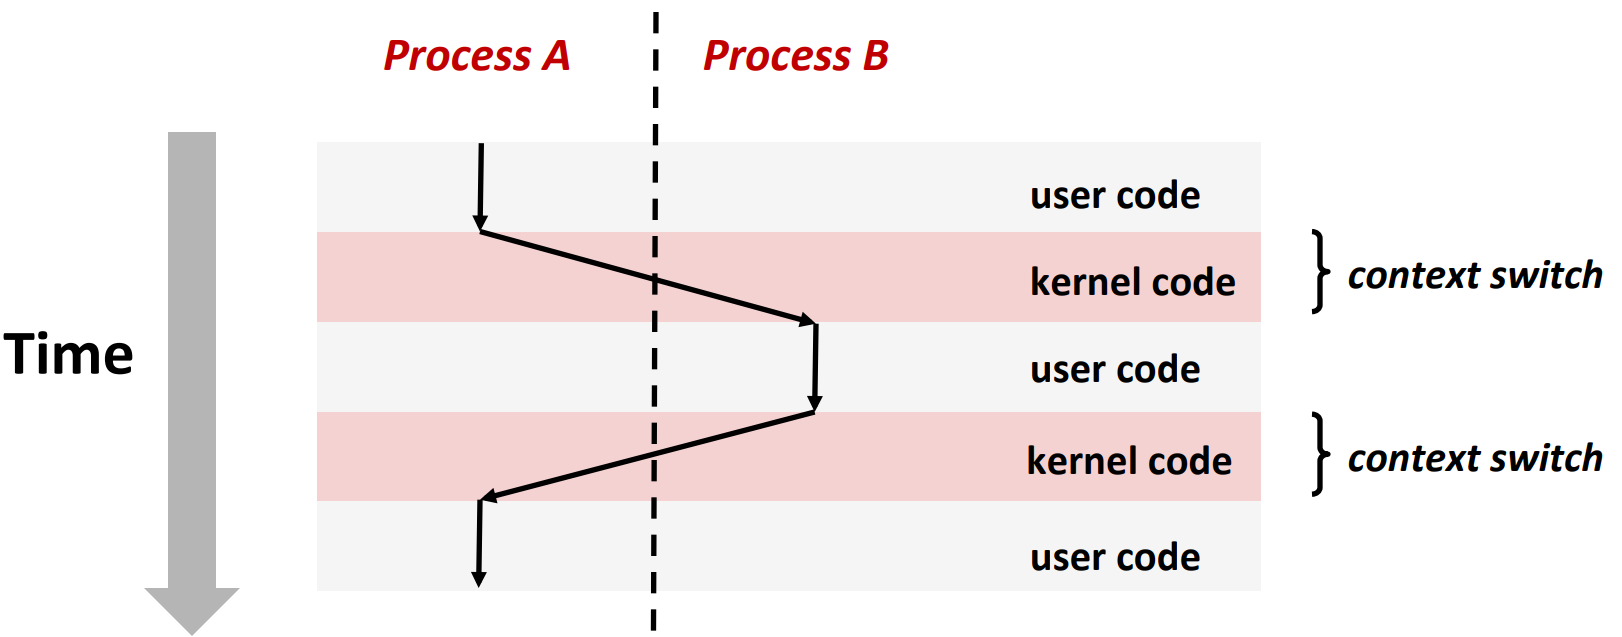 Process A
Process B
user code
kernel code
context switch
Time
user code
kernel code
context switch
user code